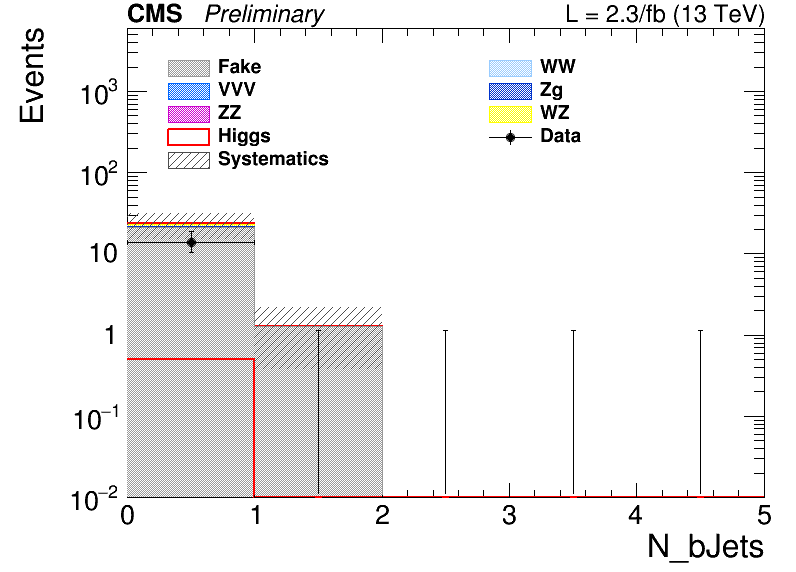 CMS Preliminary L = 2.3/fb (13 TeV)
Events
Fake WW
VVV Zg
ZZ WZ
Higgs Data
Systematics
10³
10²
10
1
10⁻¹
10⁻²
0 1 2 3 4 5
N_bJets